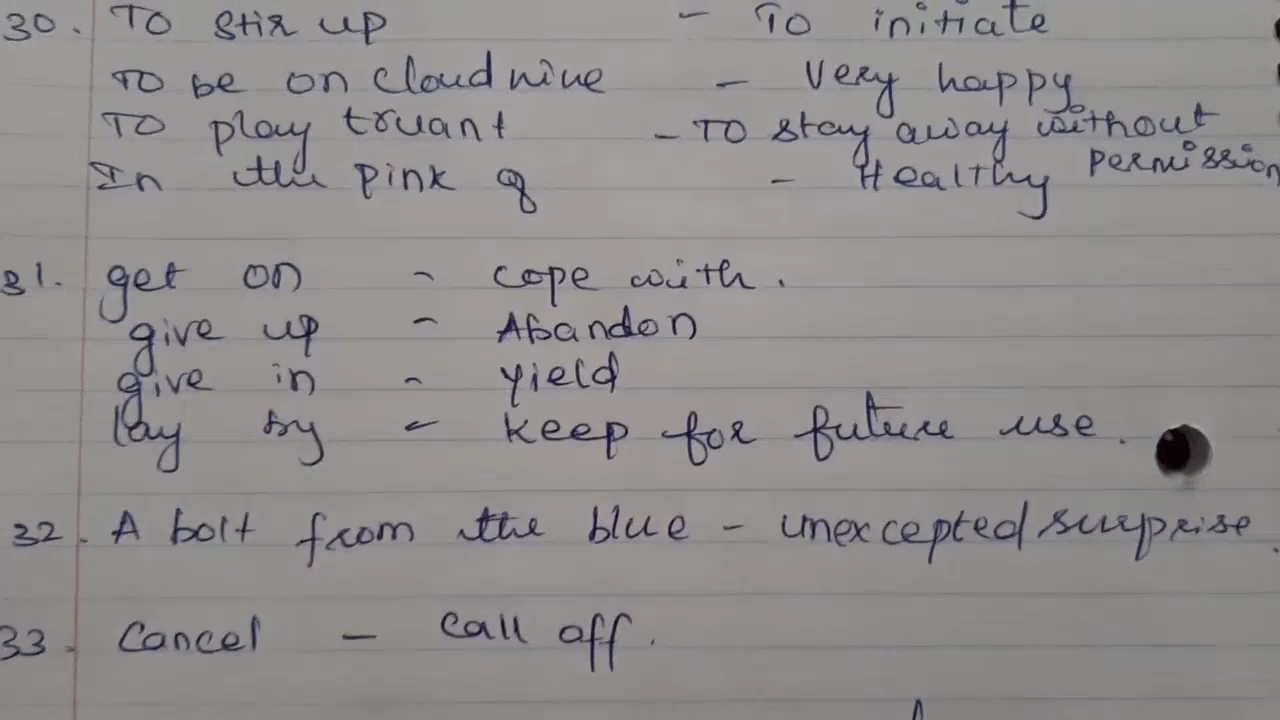 30. To stir up - To initiate
To be on cloud nine - Very happy
To play truant - To stay away without permission
In the pink of - Healthy
31. get on - cope with.
give up - Abandon
give in - yield
lay by - keep for future use.
32. A bolt from the blue - unexcepted surprise.
33. Cancel - Call off.